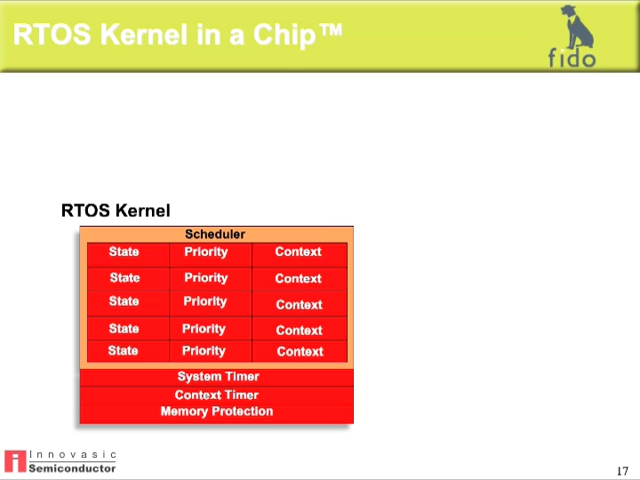 RTOS Kernel in a Chip™
fido
RTOS Kernel
Scheduler
State Priority Context
State Priority Context
State Priority Context
State Priority Context
State Priority Context
System Timer
Context Timer
Memory Protection
Innovasic
Semiconductor
17